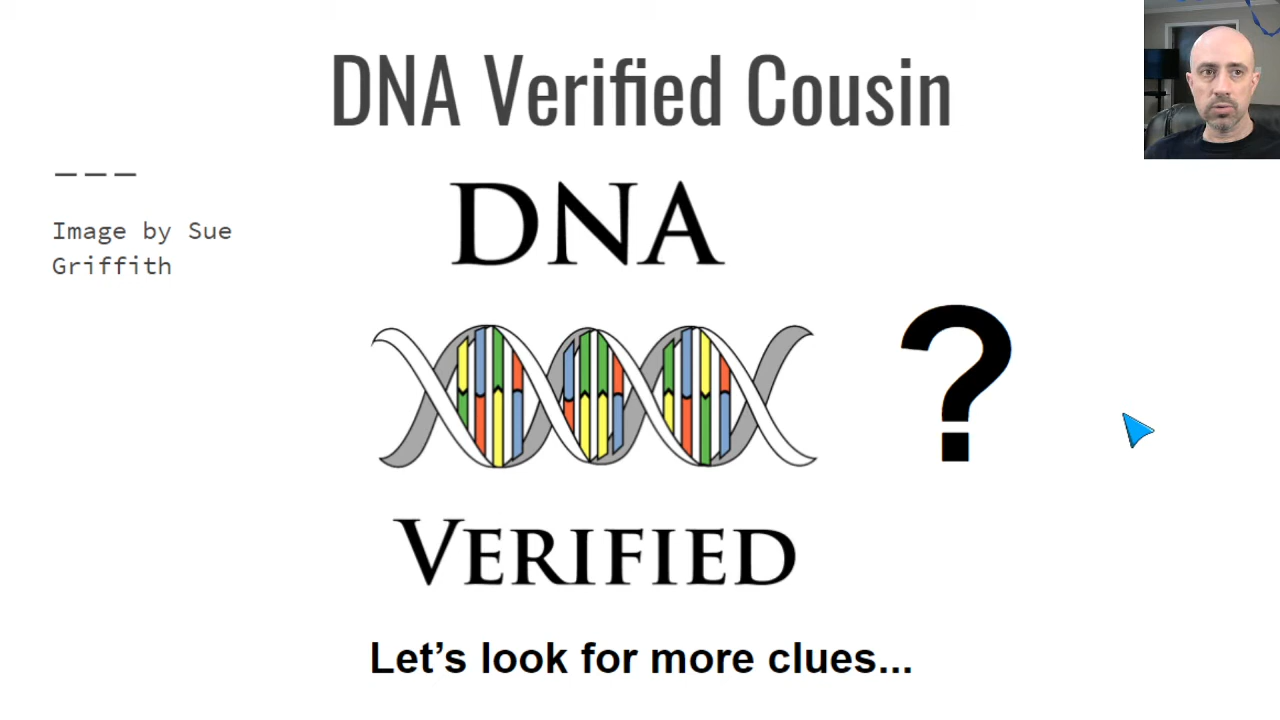 DNA Verified Cousin
———
Image by Sue
Griffith
DNA
?
VERIFIED
Let’s look for more clues...